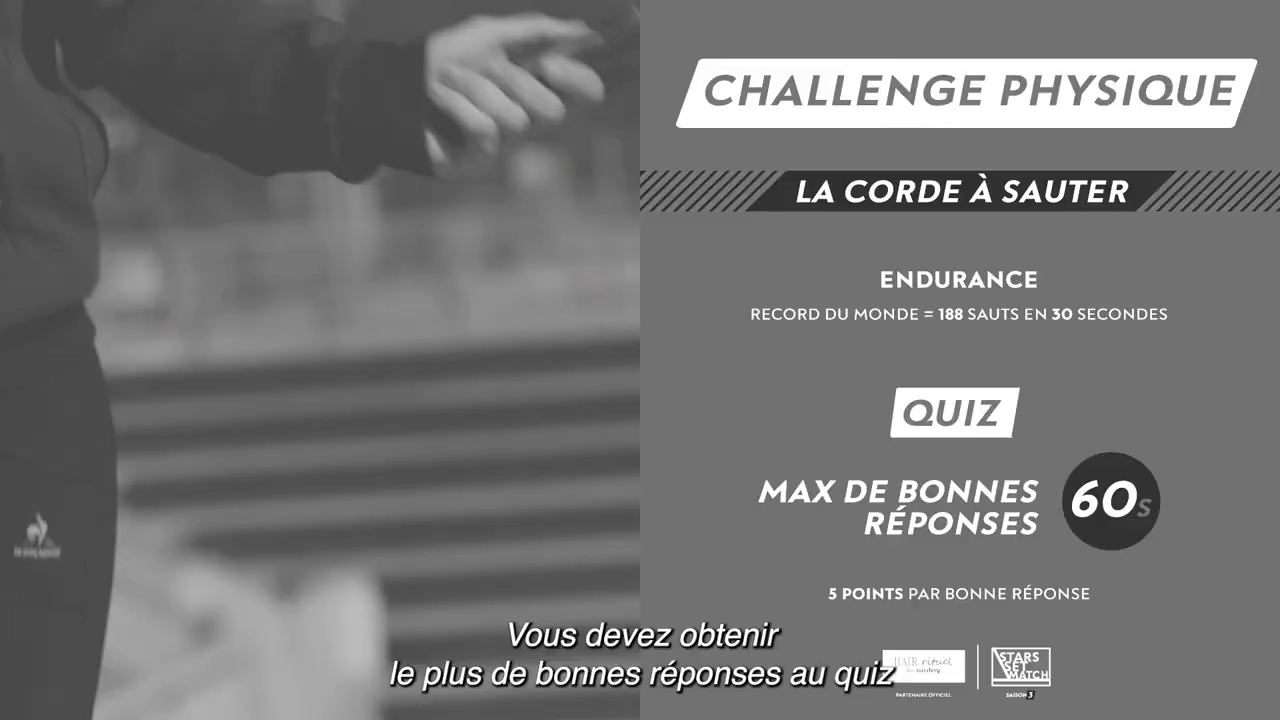 CHALLENGE PHYSIQUE
LA CORDE À SAUTER
ENDURANCE
RECORD DU MONDE = 188 SAUTS EN 30 SECONDES
QUIZ
MAX DE BONNES
RÉPONSES
60s
5 POINTS PAR BONNE RÉPONSE
Vous devez obtenir
le plus de bonnes réponses au quiz
HAIR rituel
PARTENAIRE OFFICIEL
STARS
SET
MATCH
SAISON 3